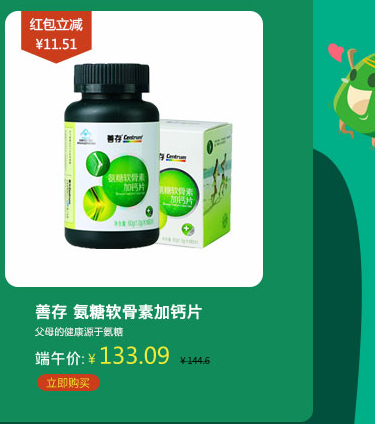 红包立减
¥11.51
善存 Centrum
氨糖软骨素
加钙片
善存 Centrum
氨糖软骨素
加钙片
善存 氨糖软骨素加钙片
父母的健康源于氨糖
端午价: ¥ 133.09 ¥ 144.6
立即购买